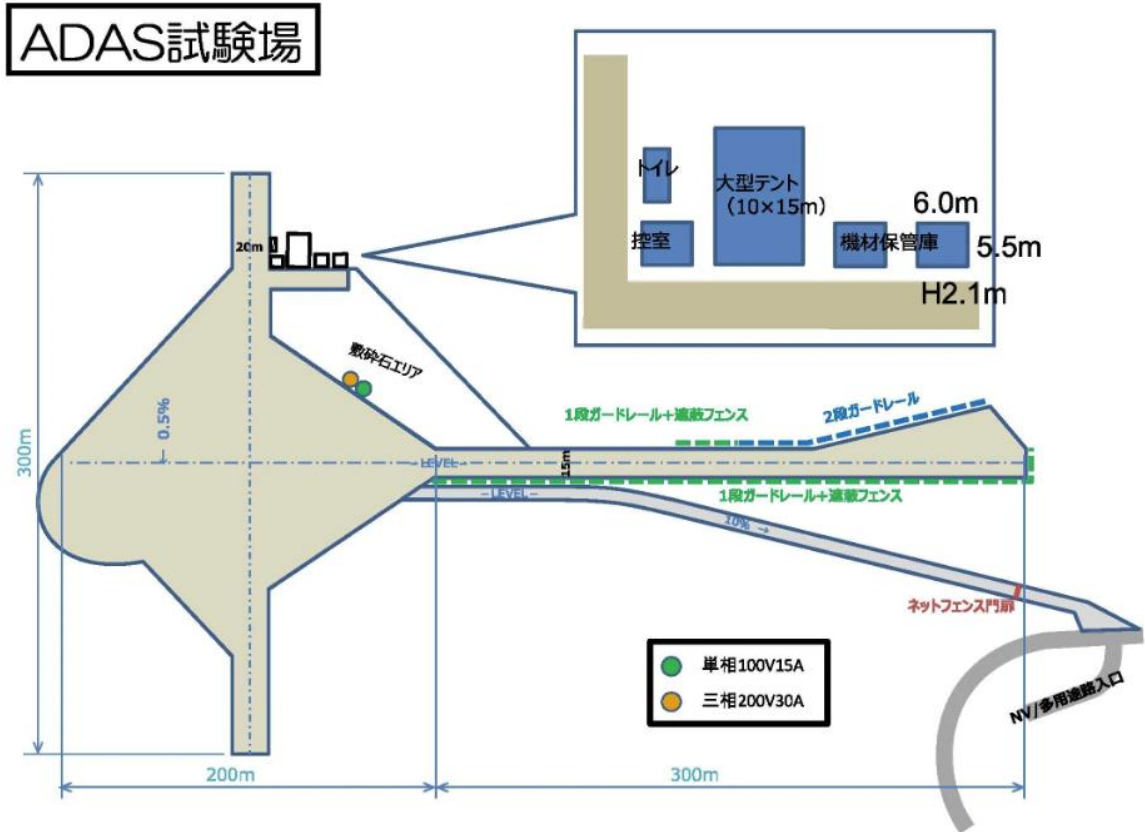 ADAS試験場
トイレ
大型テント
（10×15m）
控室
機材保管庫
6.0m
5.5m
H2.1m
20m
敷砕石エリア
1段ガードレール+遮蔽フェンス
2段ガードレール
← 0.5%
300m
−LEVEL−
15m
−LEVEL−
1段ガードレール+遮蔽フェンス
10% →
ネットフェンス門扉
単相100V15A
三相200V30A
NV/多用途路入口
200m
300m